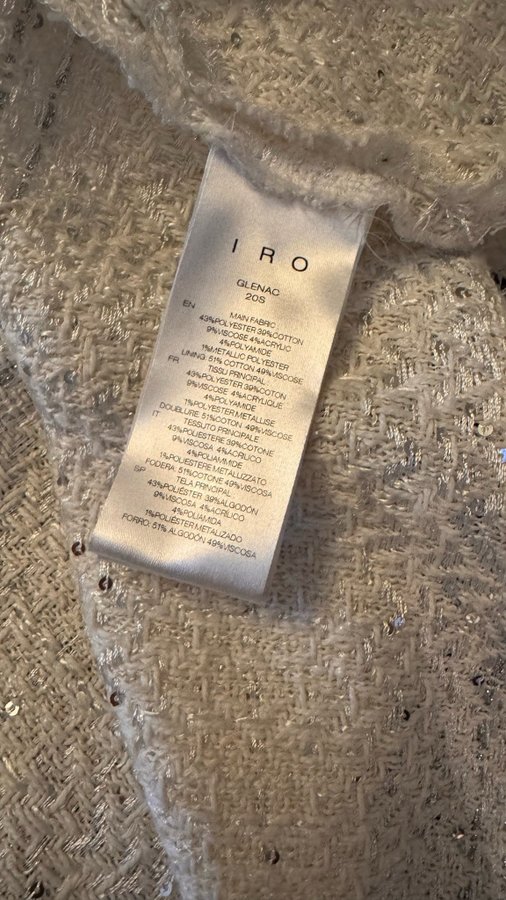 I R O
GLENAC
20S
EN
MAIN FABRIC
43%POLYESTER 39%COTTON
9%VISCOSE 4%ACRYLIC
4%POLYAMIDE
1%METALLIC POLYESTER
LINING: 51% COTTON 49%VISCOSE
FR
TISSU PRINCIPAL
43%POLYESTER 39%COTON
9%VISCOSE 4%ACRYLIQUE
4%POLYAMIDE
1%POLYESTER METALLISE
DOUBLURE: 51%COTON 49%VISCOSE
IT
TESSUTO PRINCIPALE:
43%POLIESTERE 39%COTONE
9%VISCOSA 4%ACRILICO
4%POLIAMMIDE
1%POLIESTERE METALLIZZATO
FODERA: 51%COTONE 49%VISCOSA
SP
TELA PRINCIPAL
43%POLIÉSTER 39%ALGODÓN
9%VISCOSA 4%ACRÍLICO
4%POLIAMIDA
1%POLIÉSTER METALIZADO
FORRO: 51% ALGODÓN 49%VISCOSA